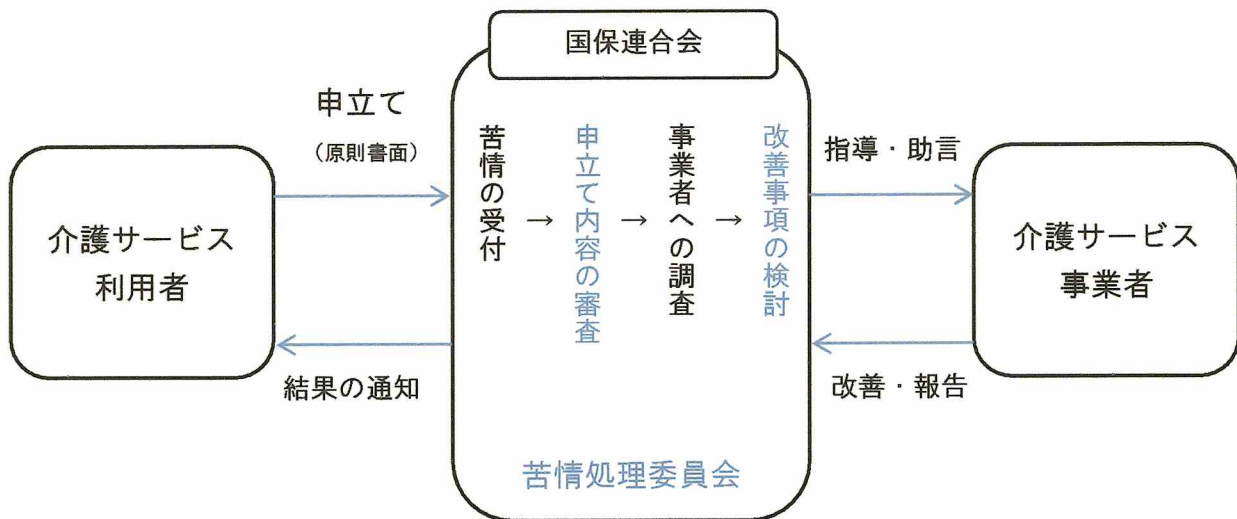 国保連合会
申立て
（原則書面）
介護サービス
利用者
結果の通知
苦情の受付
→
申立て内容の審査
→
事業者への調査
→
改善事項の検討
苦情処理委員会
指導・助言
介護サービス
事業者
改善・報告